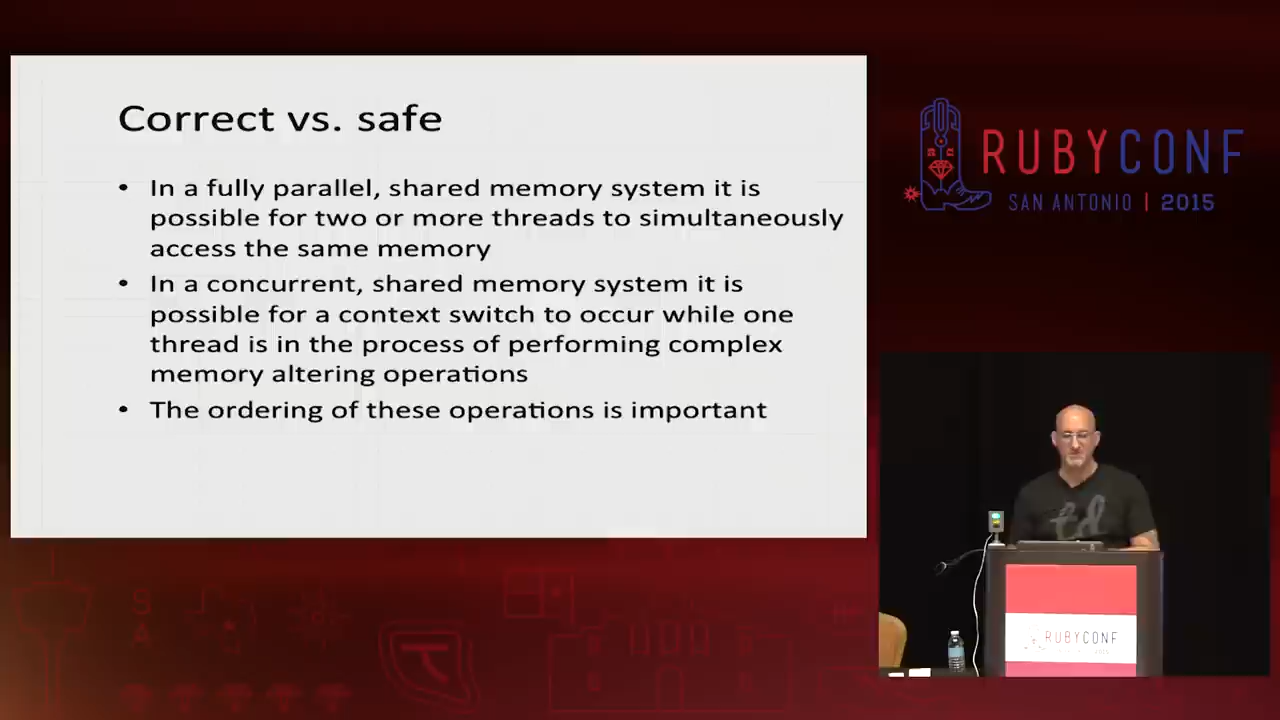 Correct vs. safe
• In a fully parallel, shared memory system it is
possible for two or more threads to simultaneously
access the same memory
• In a concurrent, shared memory system it is
possible for a context switch to occur while one
thread is in the process of performing complex
memory altering operations
• The ordering of these operations is important
RUBYCONF
SAN ANTONIO | 2015
td
RUBYCONF
S
A